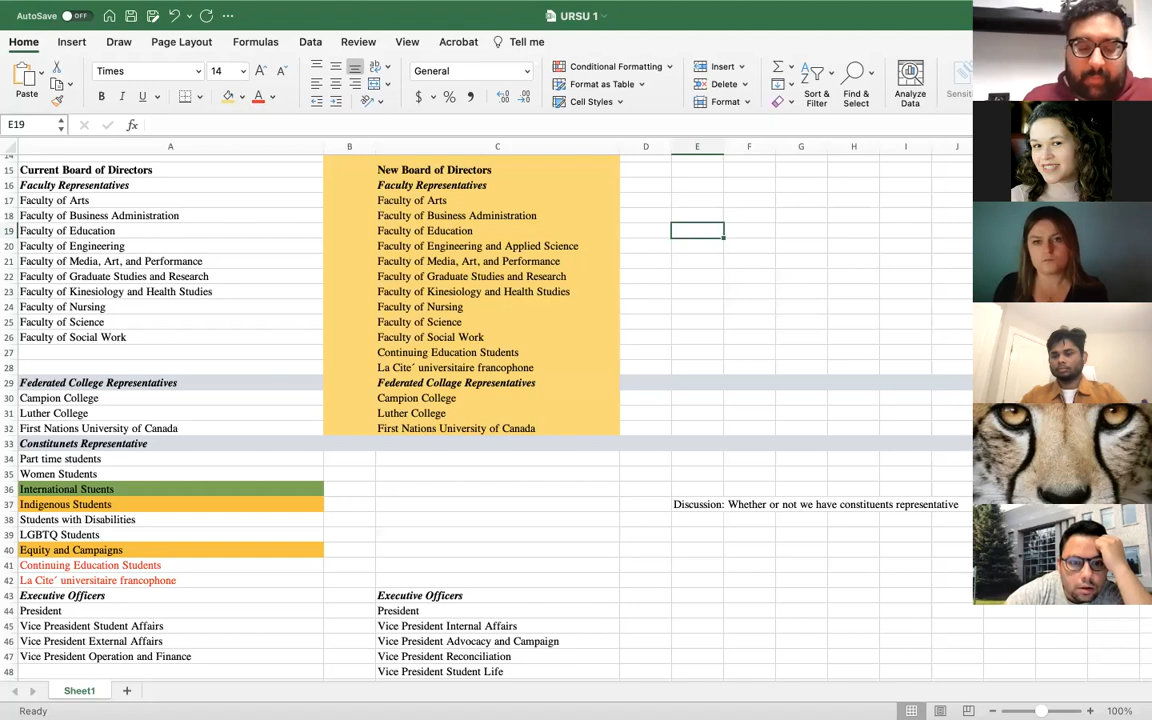 AutoSave OFF URSU 1
Home Insert Draw Page Layout Formulas Data Review View Acrobat Tell me
Paste Times 14 General Conditional Formatting Insert Sort & Filter Find & Select Analyze Data
Format as Table Delete
B I U A $ % Cell Styles Format
E19 fx
A B C D E F G H I J
15 Current Board of Directors New Board of Directors
16 Faculty Representatives Faculty Representatives
17 Faculty of Arts Faculty of Arts
18 Faculty of Business Administration Faculty of Business Administration
19 Faculty of Education Faculty of Education
20 Faculty of Engineering Faculty of Engineering and Applied Science
21 Faculty of Media, Art, and Performance Faculty of Media, Art, and Performance
22 Faculty of Graduate Studies and Research Faculty of Graduate Studies and Research
23 Faculty of Kinesiology and Health Studies Faculty of Kinesiology and Health Studies
24 Faculty of Nursing Faculty of Nursing
25 Faculty of Science Faculty of Science
26 Faculty of Social Work Faculty of Social Work
27 Continuing Education Students
28 La Cite´ universitaire francophone
29 Federated College Representatives Federated Collage Representatives
30 Campion College Campion College
31 Luther College Luther College
32 First Nations University of Canada First Nations University of Canada
33 Constitunets Representative
34 Part time students
35 Women Students
36 International Stuents
37 Indigenous Students Discussion: Whether or not we have constituents representative
38 Students with Disabilities
39 LGBTQ Students
40 Equity and Campaigns
41 Continuing Education Students
42 La Cite´ universitaire francophone
43 Executive Officers Executive Officers
44 President President
45 Vice Preasident Student Affairs Vice President Internal Affairs
46 Vice President External Affairs Vice President Advocacy and Campaign
47 Vice President Operation and Finance Vice President Reconciliation
48 Vice President Student Life
Sheet1 +
Ready 100%